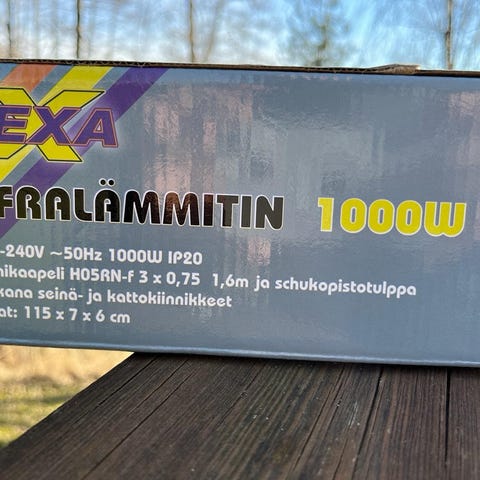 EXA
FRALÄMMITIN 1000W
-240V ~50Hz 1000W IP20
nikaapeli H05RN-f 3 x 0,75 1,6m ja schukopistotulppa
kana seinä- ja kattokiinnikkeet
at: 115 x 7 x 6 cm